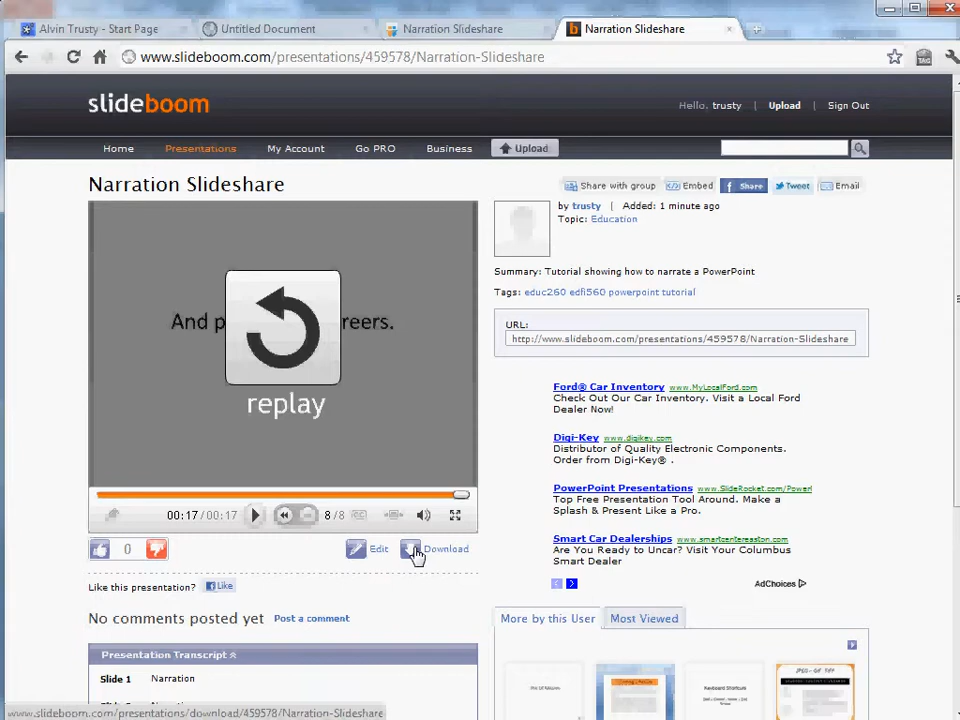 Alvin Trusty - Start Page
Untitled Document
Narration Slideshare
Narration Slideshare
www.slideboom.com/presentations/459578/Narration-Slideshare
TAG
slideboom
Hello, trusty | Upload | Sign Out
Home
Presentations
My Account
Go PRO
Business
Upload
Narration Slideshare
Share with group
Embed
Share
Tweet
Email
by trusty | Added: 1 minute ago
Topic: Education
Summary: Tutorial showing how to narrate a PowerPoint
Tags: educ260 edfi560 powerpoint tutorial
URL:
http://www.slideboom.com/presentations/459578/Narration-Slideshare
And p reers.
replay
00:17/00:17
8/8
0
Edit
Download
Like this presentation?
Like
No comments posted yet Post a comment
Presentation Transcript
Slide 1 Narration
Ford® Car Inventory www.MyLocalFord.com
Check Out Our Car Inventory. Visit a Local Ford
Dealer Now!
Digi-Key www.digikey.com
Distributor of Quality Electronic Components.
Order from Digi-Key® .
PowerPoint Presentations www.SlideRocket.com/Powerl
Top Free Presentation Tool Around. Make a
Splash & Present Like a Pro.
Smart Car Dealerships www.smartcentereaston.com
Are You Ready to Uncar? Visit Your Columbus
Smart Dealer
AdChoices
More by this User
Most Viewed
Keyboard Shortcuts
www.slideboom.com/presentations/download/459578/Narration-Slideshare